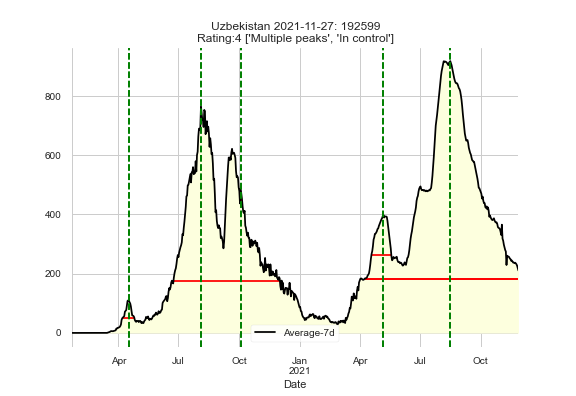 Uzbekistan 2021-11-27: 192599
Rating:4 ['Multiple peaks', 'In control']
800
600
400
200
0
Average-7d
Apr
Jul
Oct
Jan
2021
Apr
Jul
Oct
Date